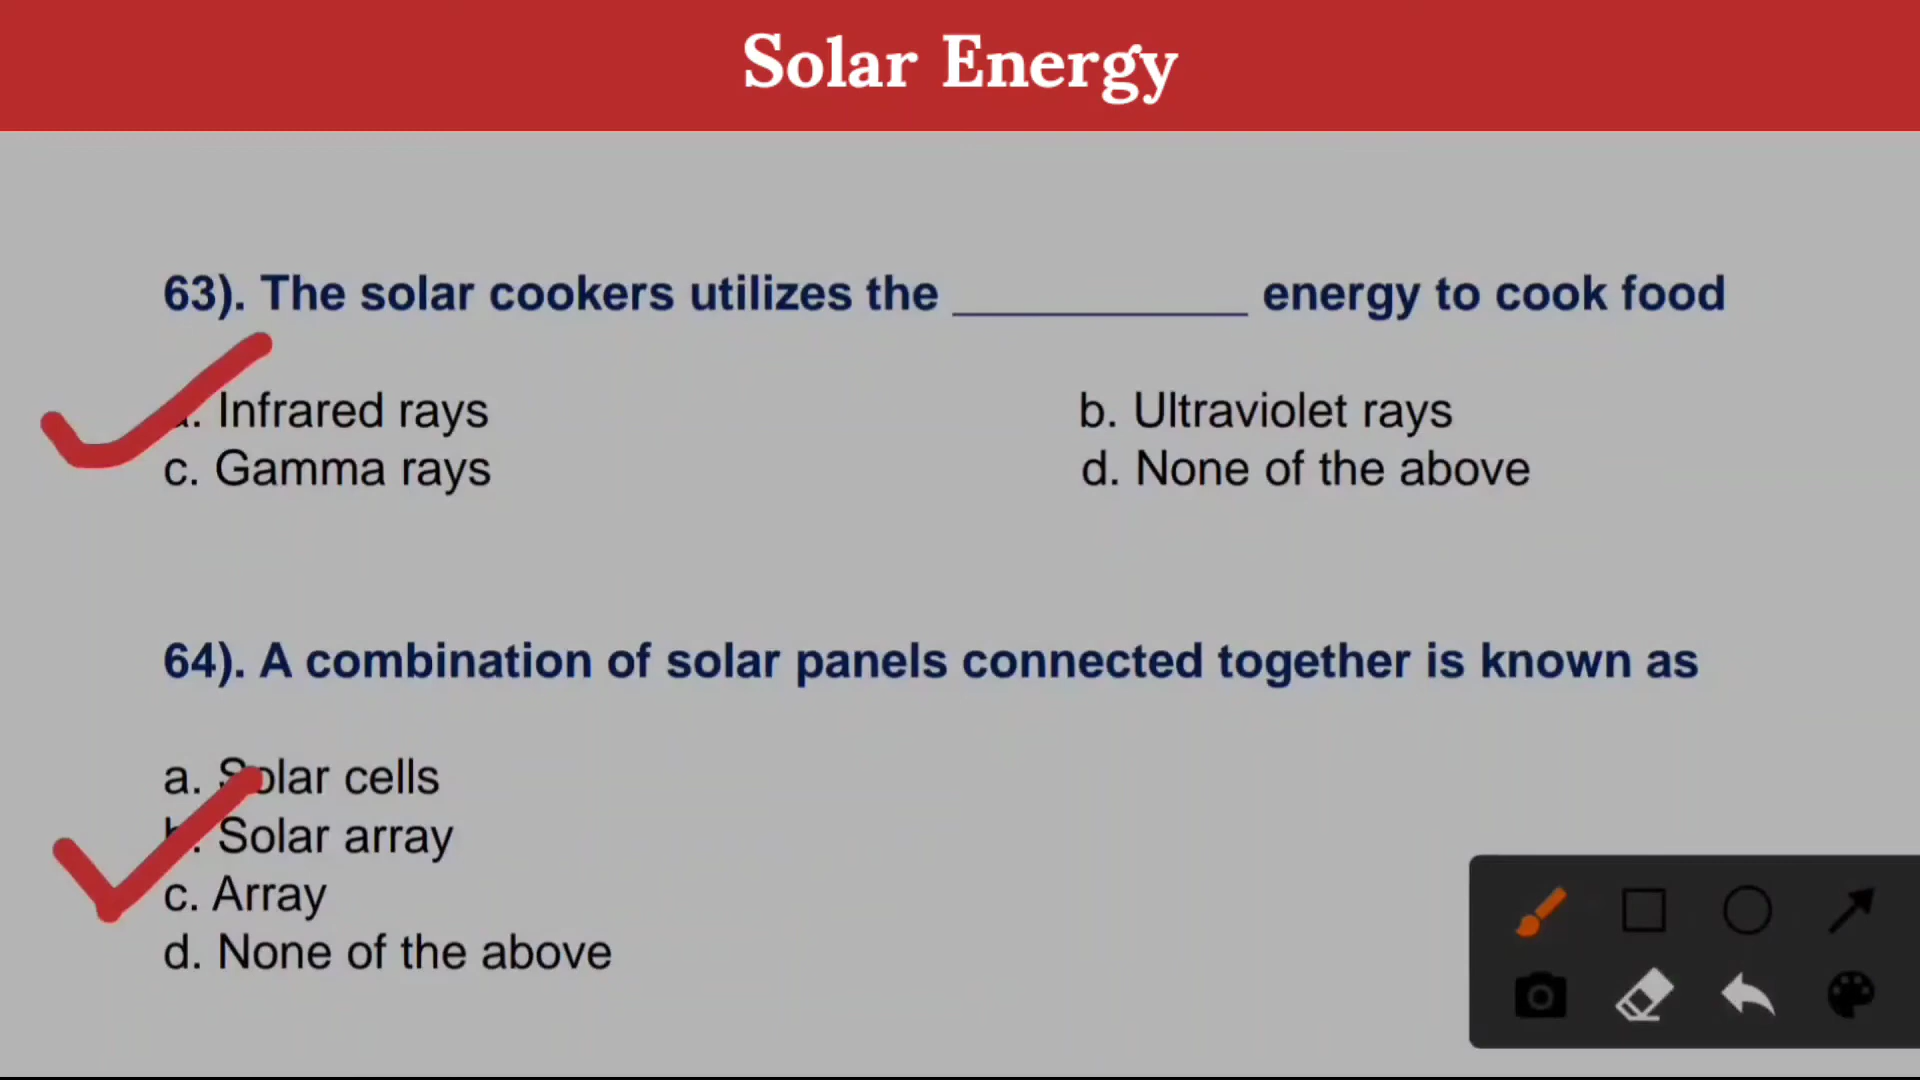 Solar Energy
63). The solar cookers utilizes the ____________ energy to cook food
a. Infrared rays b. Ultraviolet rays
c. Gamma rays d. None of the above
64). A combination of solar panels connected together is known as
a. Solar cells
b. Solar array
c. Array
d. None of the above